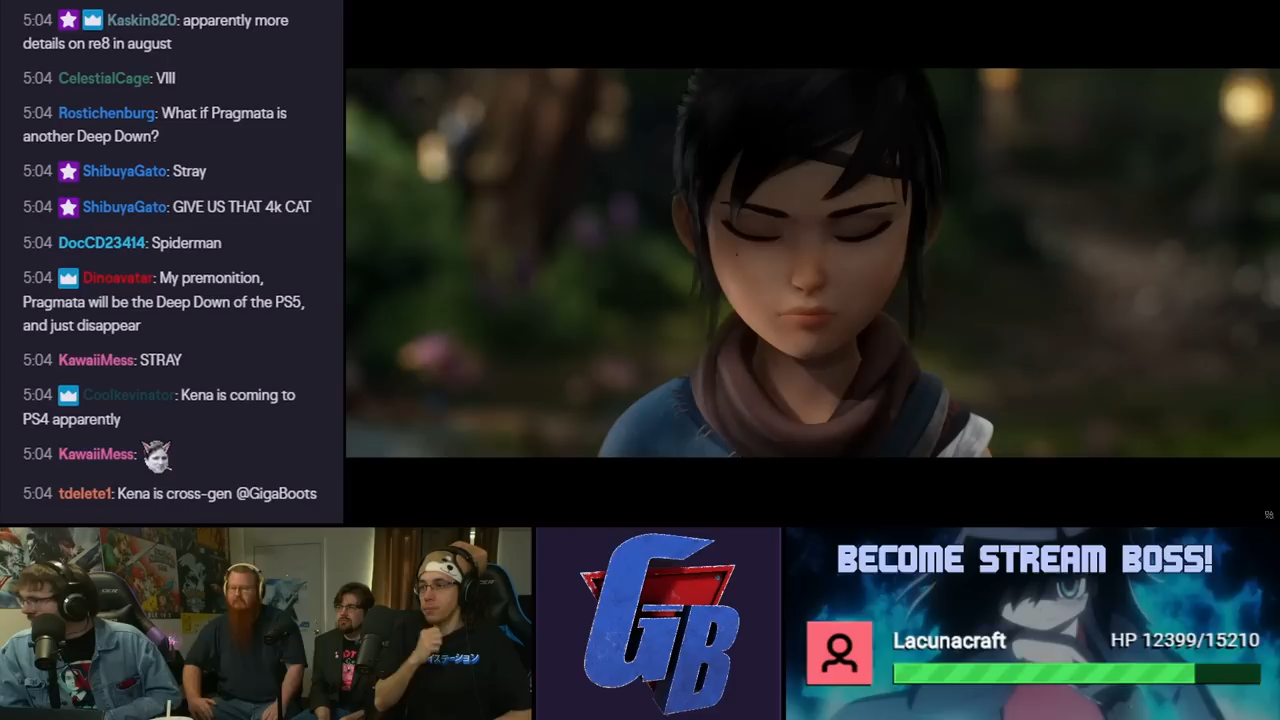 5:04 Kaskin820: apparently more
details on re8 in august
5:04 CelestialCage: VIII
5:04 Rostichenburg: What if Pragmata is
another Deep Down?
5:04 ShibuyaGato: Stray
5:04 ShibuyaGato: GIVE US THAT 4k CAT
5:04 DocCD23414: Spiderman
5:04 Dinoavatar: My premonition,
Pragmata will be the Deep Down of the PS5,
and just disappear
5:04 KawaiiMess: STRAY
5:04 Coolkevinator: Kena is coming to
PS4 apparently
5:04 KawaiiMess:
5:04 tdelete1: Kena is cross-gen @GigaBoots
GB
BECOME STREAM BOSS!
Lacunacraft HP 12399/15210